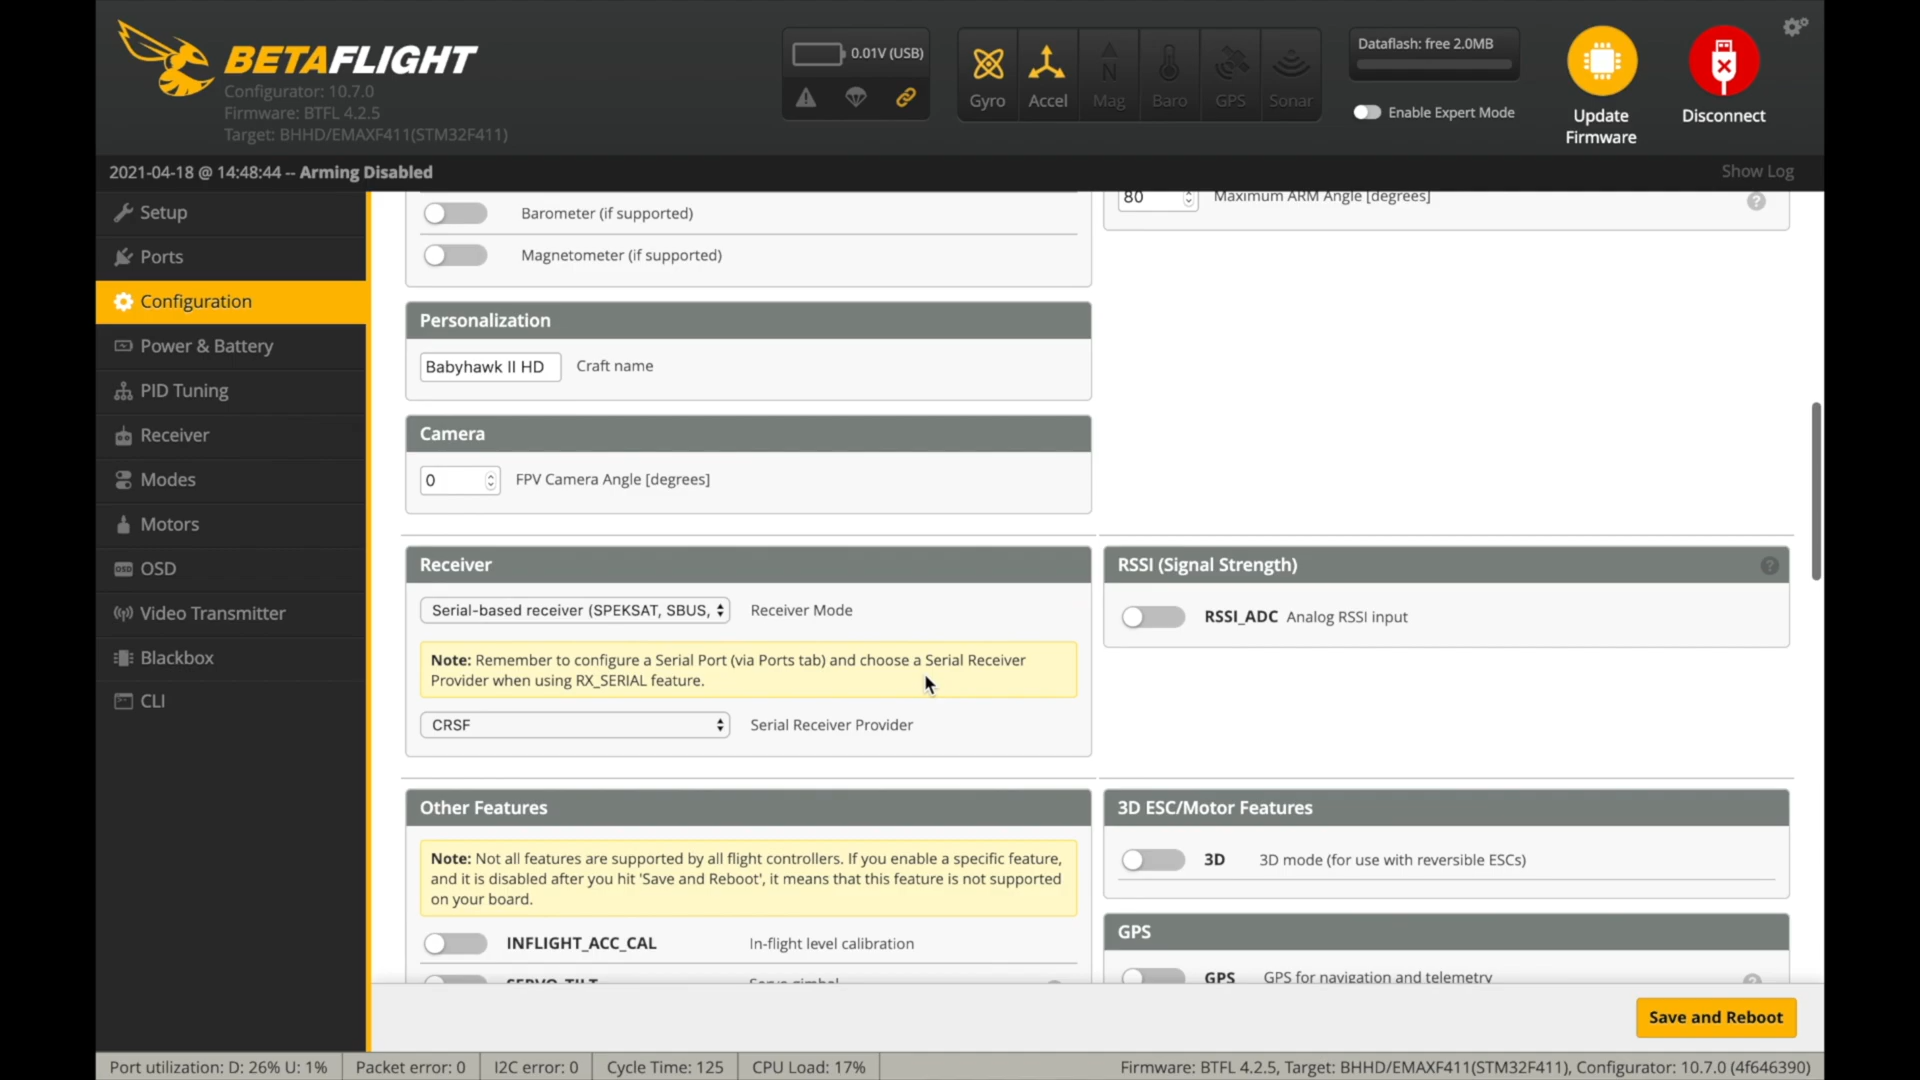 BETAFLIGHT
Configurator: 10.7.0
Firmware: BTFL 4.2.5
Target: BHHD/EMAXF411(STM32F411)
0.01V (USB)
Gyro
Accel
N
Mag
Baro
GPS
Sonar
Dataflash: free 2.0MB
Enable Expert Mode
Update
Firmware
Disconnect
2021-04-18 @ 14:48:44 -- Arming Disabled
Show Log
Setup
Ports
Configuration
Power & Battery
PID Tuning
Receiver
Modes
Motors
OSD
OSD
Video Transmitter
Blackbox
CLI
Barometer (if supported)
Magnetometer (if supported)
80 Maximum ARM Angle [degrees]
?
Personalization
Babyhawk II HD Craft name
Camera
0 FPV Camera Angle [degrees]
Receiver
Serial-based receiver (SPEKSAT, SBUS, Receiver Mode
Note: Remember to configure a Serial Port (via Ports tab) and choose a Serial Receiver
Provider when using RX_SERIAL feature.
CRSF Serial Receiver Provider
RSSI (Signal Strength)
?
RSSI_ADC Analog RSSI input
Other Features
Note: Not all features are supported by all flight controllers. If you enable a specific feature,
and it is disabled after you hit 'Save and Reboot', it means that this feature is not supported
on your board.
INFLIGHT_ACC_CAL In-flight level calibration
SERVO_TILT Servo gimbal
3D ESC/Motor Features
3D 3D mode (for use with reversible ESCs)
GPS
GPS GPS for navigation and telemetry
?
Save and Reboot
Port utilization: D: 26% U: 1%
Packet error: 0
I2C error: 0
Cycle Time: 125
CPU Load: 17%
Firmware: BTFL 4.2.5, Target: BHHD/EMAXF411(STM32F411), Configurator: 10.7.0 (4f646390)